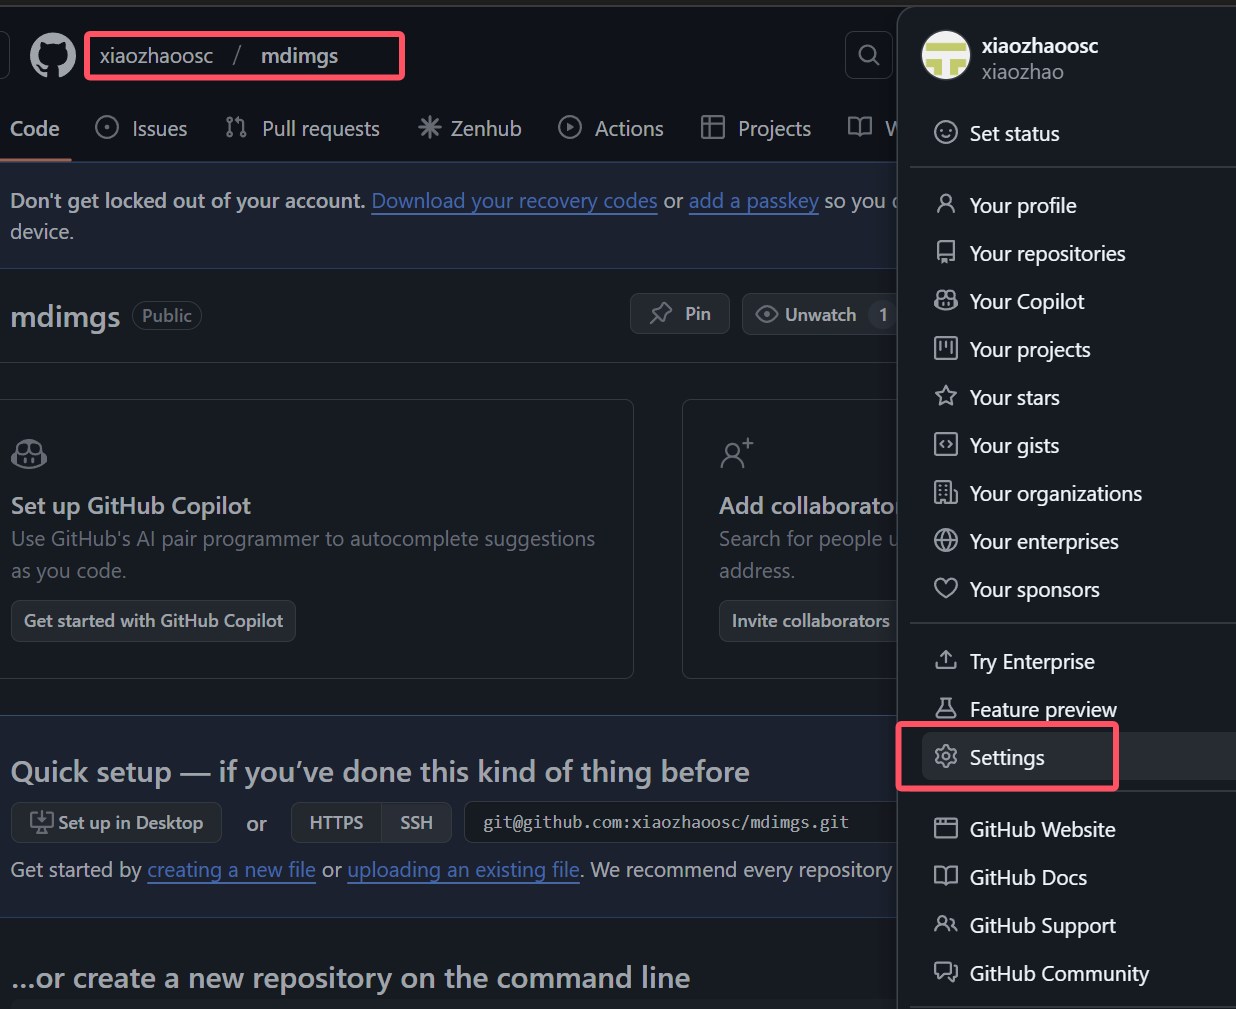 xiaozhaoosc / mdimgs
Code Issues Pull requests Zenhub Actions Projects
Don't get locked out of your account. Download your recovery codes or add a passkey so you
device.
mdimgs Public Pin Unwatch 1
Set up GitHub Copilot
Use GitHub's AI pair programmer to autocomplete suggestions
as you code.
Get started with GitHub Copilot
Add collaborato
Search for people
address.
Invite collaborators
Quick setup — if you’ve done this kind of thing before
Set up in Desktop or HTTPS SSH git@github.com:xiaozhaoosc/mdimgs.git
Get started by creating a new file or uploading an existing file. We recommend every repository
...or create a new repository on the command line
xiaozhaoosc
xiaozhao
Set status
Your profile
Your repositories
Your Copilot
Your projects
Your stars
Your gists
Your organizations
Your enterprises
Your sponsors
Try Enterprise
Feature preview
Settings
GitHub Website
GitHub Docs
GitHub Support
GitHub Community